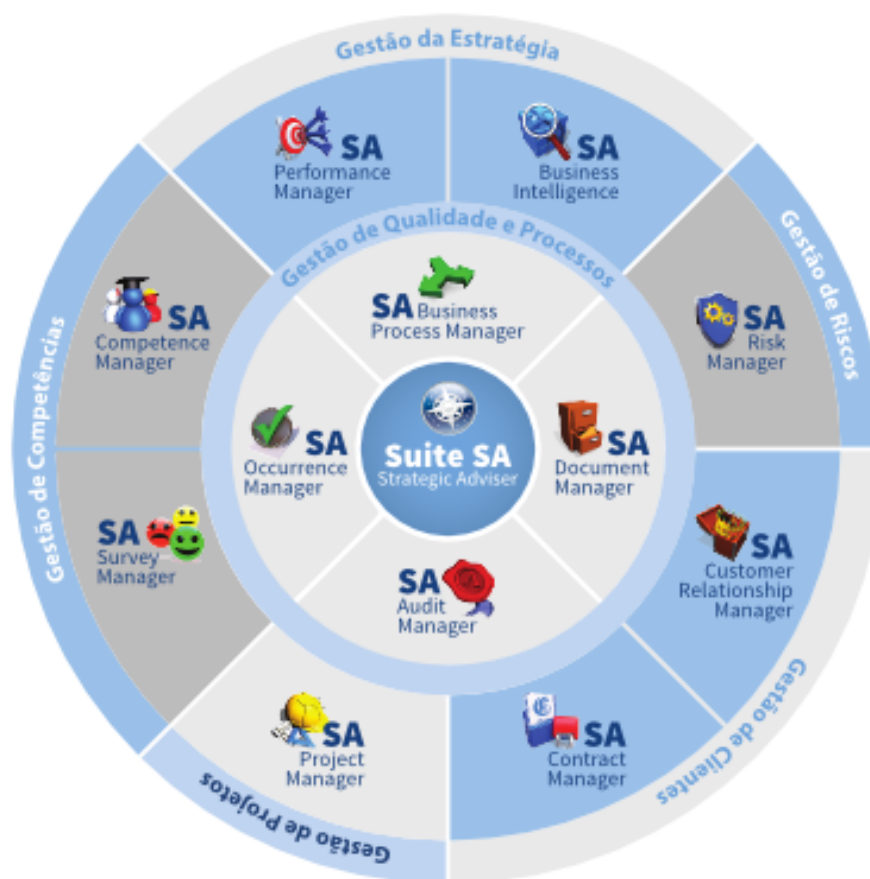 Gestão da Estratégia
SA
Performance
Manager
SA
Business
Intelligence
Gestão de Riscos
SA
Risk
Manager
Gestão de Clientes
SA
Customer
Relationship
Manager
SA
Contract
Manager
Gestão de Projetos
SA
Project
Manager
Gestão de Competências
SA
Survey
Manager
SA
Competence
Manager
Gestão de Qualidade e Processos
SA Business
Process Manager
SA
Document
Manager
SA
Audit
Manager
SA
Occurrence
Manager
Suite SA
Strategic Adviser